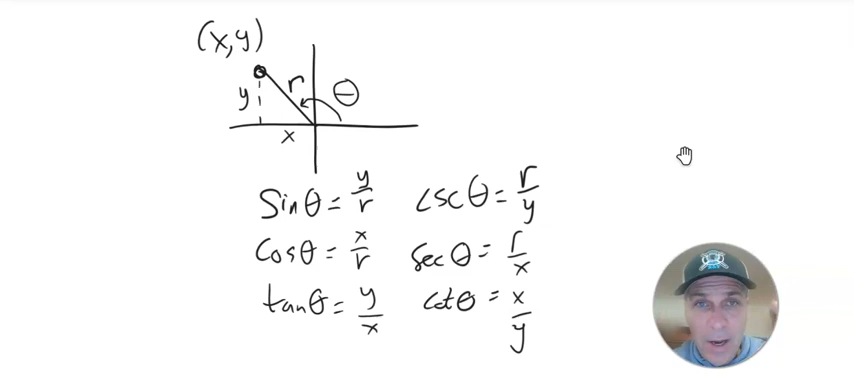 (x,y)
r
y
θ
x
sinθ = y/r cscθ = r/y
cosθ = x/r secθ = r/x
tanθ = y/x cotθ = x/y